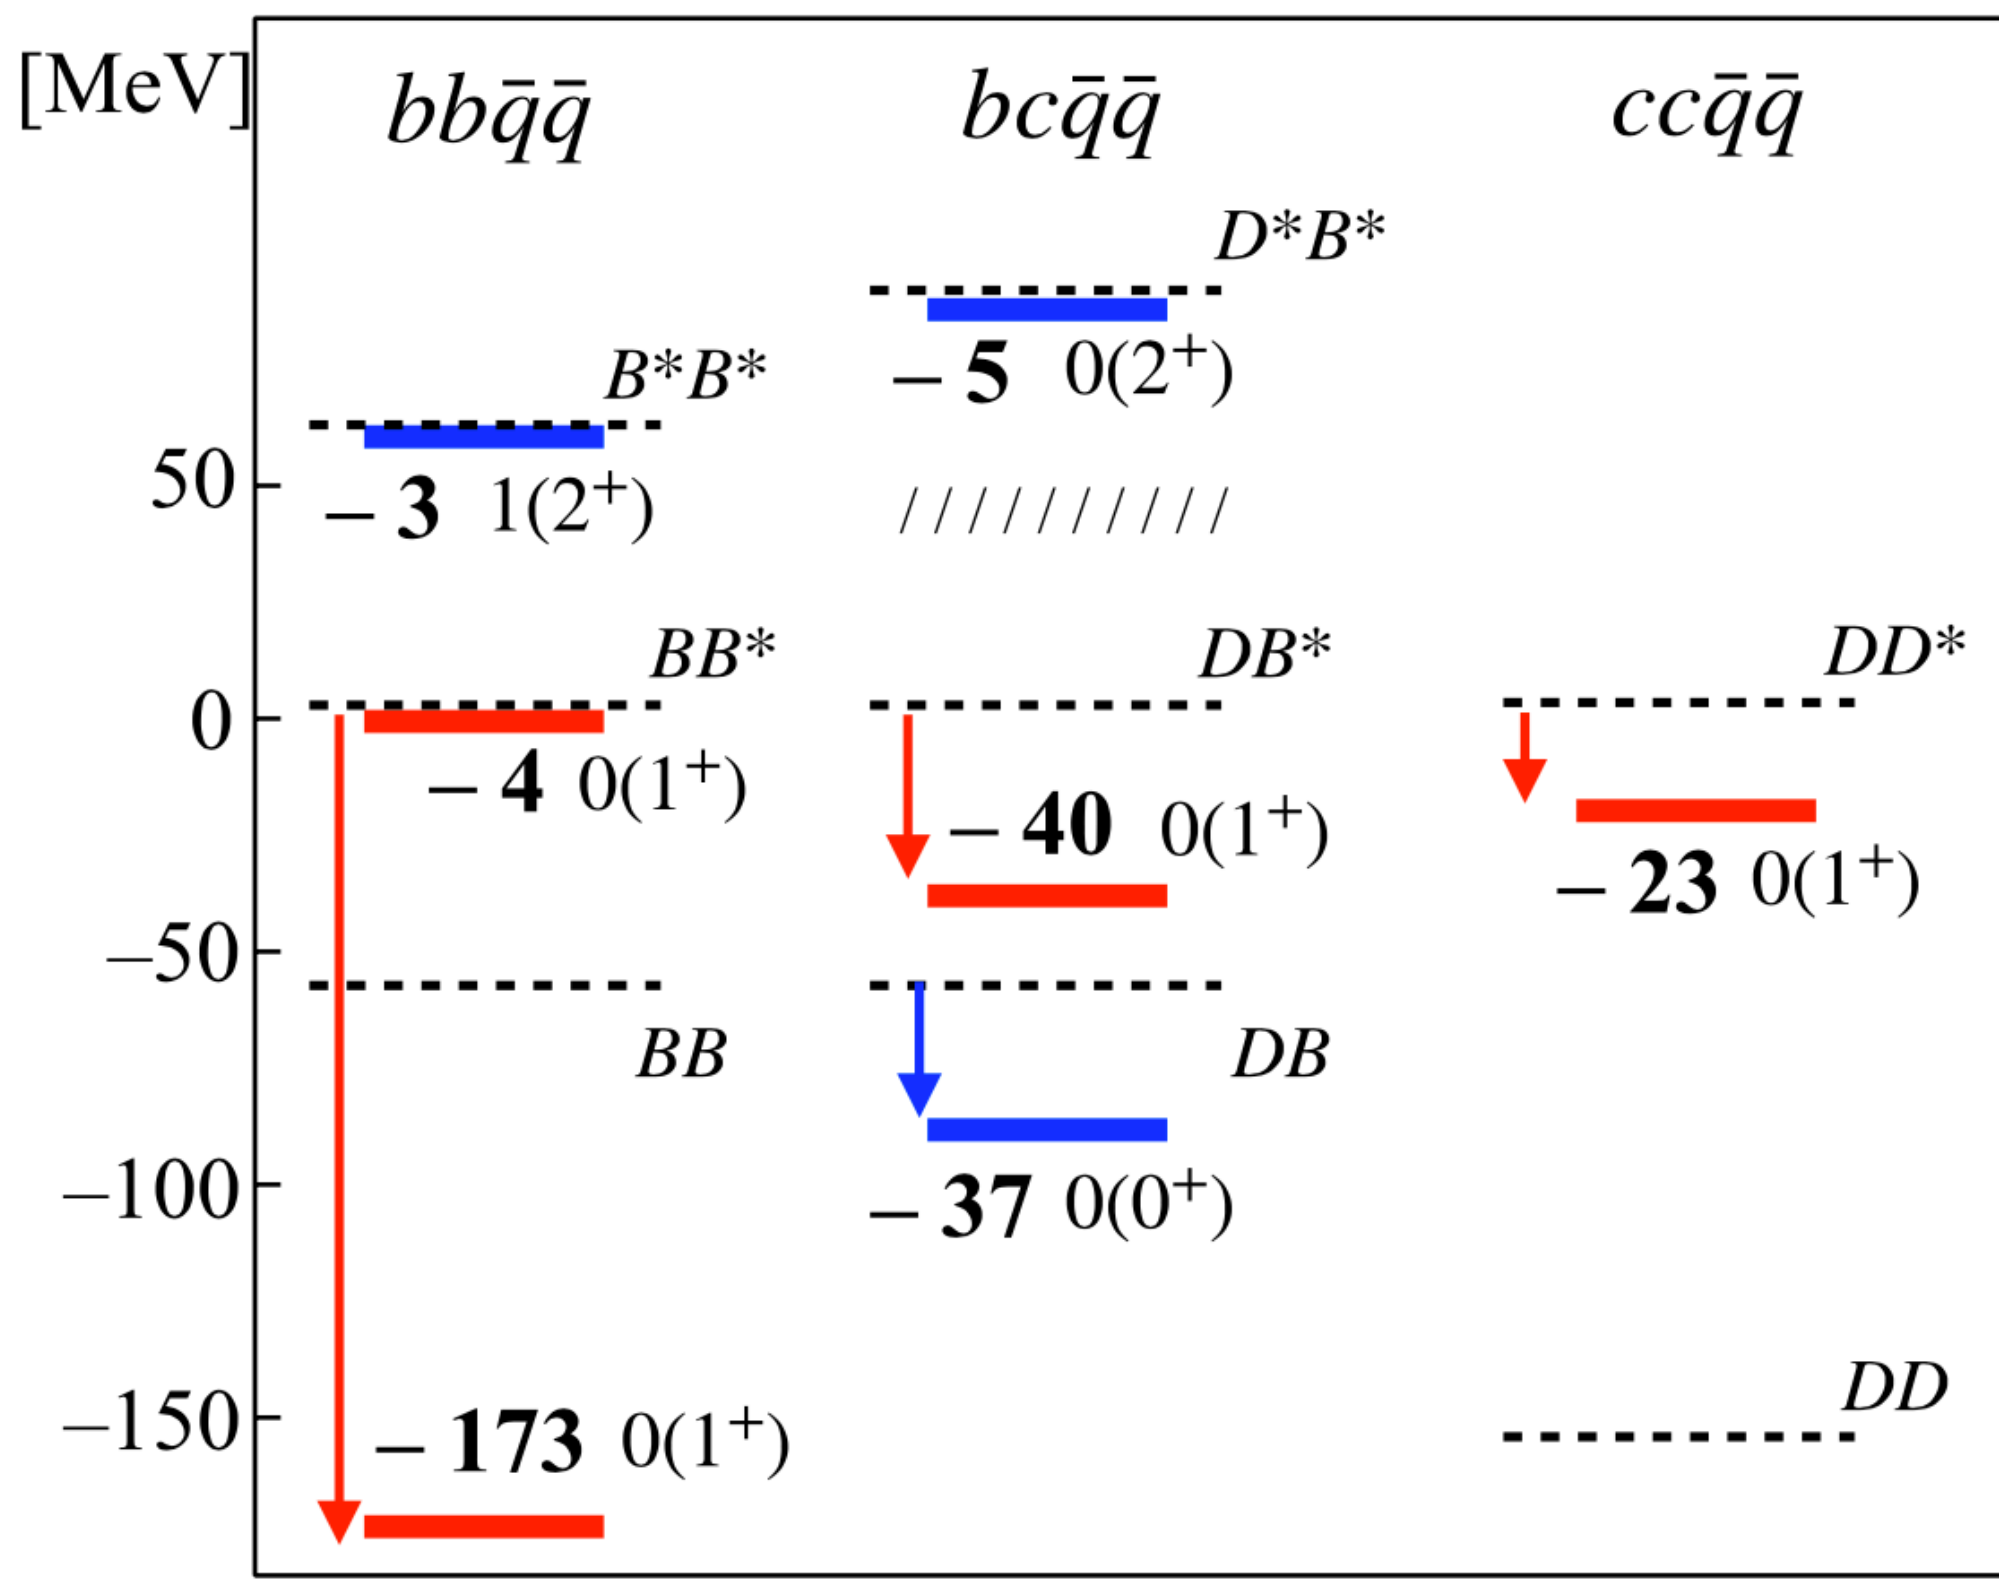 [MeV]
bbq̄q̄
bcq̄q̄
ccq̄q̄
D*B*
– 5 0(2⁺)
B*B*
50
– 3 1(2⁺)
//////////
BB*
DB*
DD*
0
– 4 0(1⁺)
– 40 0(1⁺)
– 23 0(1⁺)
–50
BB
DB
–100
– 37 0(0⁺)
DD
–150
– 173 0(1⁺)